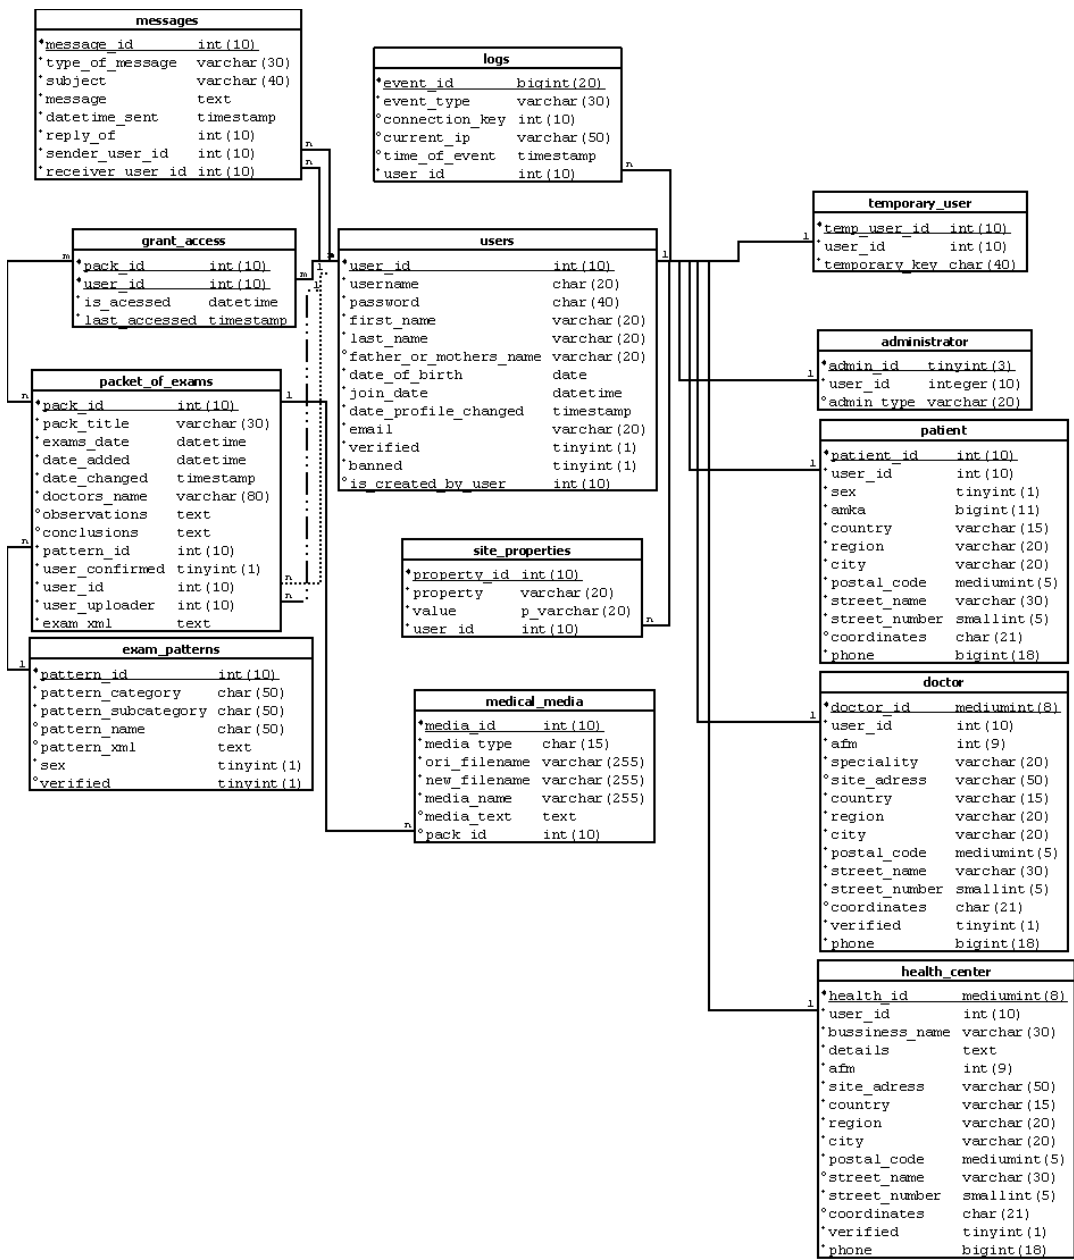 messages
message_id int(10)
type_of_message varchar(30)
subject varchar(40)
message text
datetime_sent timestamp
reply_of int(10)
sender_user_id int(10)
receiver_user_id int(10)
n
n
logs
event_id bigint(20)
event_type varchar(30)
connection_key int(10)
current_ip varchar(50)
time_of_event timestamp
user_id int(10)
n
temporary_user
temp_user_id int(10)
user_id int(10)
temporary_key char(40)
1
grant_access
pack_id int(10)
user_id int(10)
is_acessed datetime
last_accessed timestamp
m
m
users
user_id int(10)
username char(20)
password char(40)
first_name varchar(20)
last_name varchar(20)
father_or_mothers_name varchar(20)
date_of_birth date
join_date datetime
date_profile_changed timestamp
email varchar(20)
verified tinyint(1)
banned tinyint(1)
is_created_by_user int(10)
1
1
1
administrator
admin_id tinyint(3)
user_id integer(10)
admin_type varchar(20)
1
packet_of_exams
pack_id int(10)
pack_title varchar(30)
exams_date datetime
date_added datetime
date_changed timestamp
doctors_name varchar(80)
observations text
conclusions text
pattern_id int(10)
user_confirmed tinyint(1)
user_id int(10)
user_uploader int(10)
exam_xml text
n
1
n
n
n
patient
patient_id int(10)
user_id int(10)
sex tinyint(1)
amka bigint(11)
country varchar(15)
region varchar(20)
city varchar(20)
postal_code mediumint(5)
street_name varchar(30)
street_number smallint(5)
coordinates char(21)
phone bigint(18)
1
site_properties
property_id int(10)
property varchar(20)
value p_varchar(20)
user_id int(10)
n
exam_patterns
pattern_id int(10)
pattern_category char(50)
pattern_subcategory char(50)
pattern_name char(50)
pattern_xml text
sex tinyint(1)
verified tinyint(1)
1
medical_media
media_id int(10)
media_type char(15)
ori_filename varchar(255)
new_filename varchar(255)
media_name varchar(255)
media_text text
pack_id int(10)
n
doctor
doctor_id mediumint(8)
user_id int(10)
afm int(9)
speciality varchar(20)
site_adress varchar(50)
country varchar(15)
region varchar(20)
city varchar(20)
postal_code mediumint(5)
street_name varchar(30)
street_number smallint(5)
coordinates char(21)
verified tinyint(1)
phone bigint(18)
1
health_center
health_id mediumint(8)
user_id int(10)
bussiness_name varchar(30)
details text
afm int(9)
site_adress varchar(50)
country varchar(15)
region varchar(20)
city varchar(20)
postal_code mediumint(5)
street_name varchar(30)
street_number smallint(5)
coordinates char(21)
verified tinyint(1)
phone bigint(18)
1